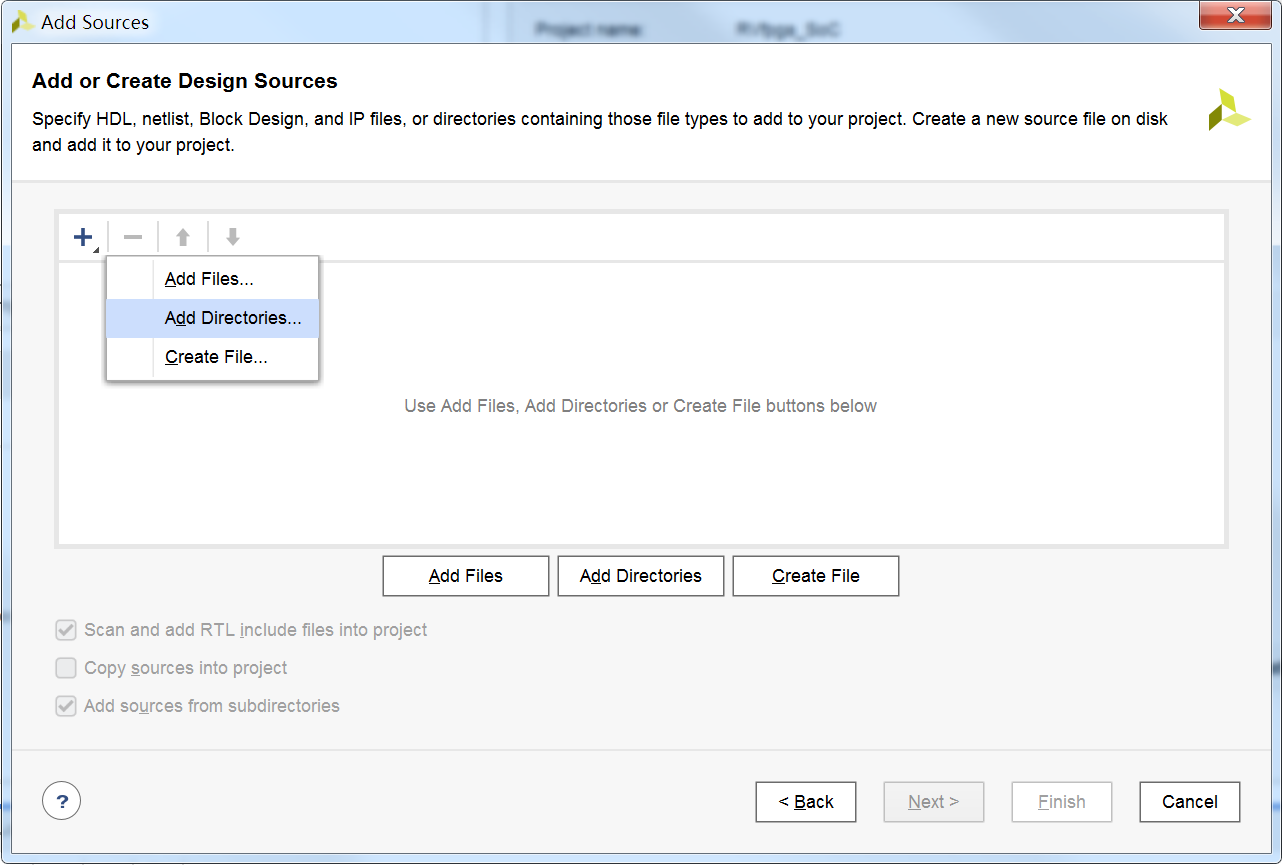 Add Sources
Project name: RVfpga_SoC
Add or Create Design Sources
Specify HDL, netlist, Block Design, and IP files, or directories containing those file types to add to your project. Create a new source file on disk
and add it to your project.
Add Files...
Add Directories...
Create File...
Use Add Files, Add Directories or Create File buttons below
Add Files Add Directories Create File
Scan and add RTL include files into project
Copy sources into project
Add sources from subdirectories
? < Back Next > Finish Cancel